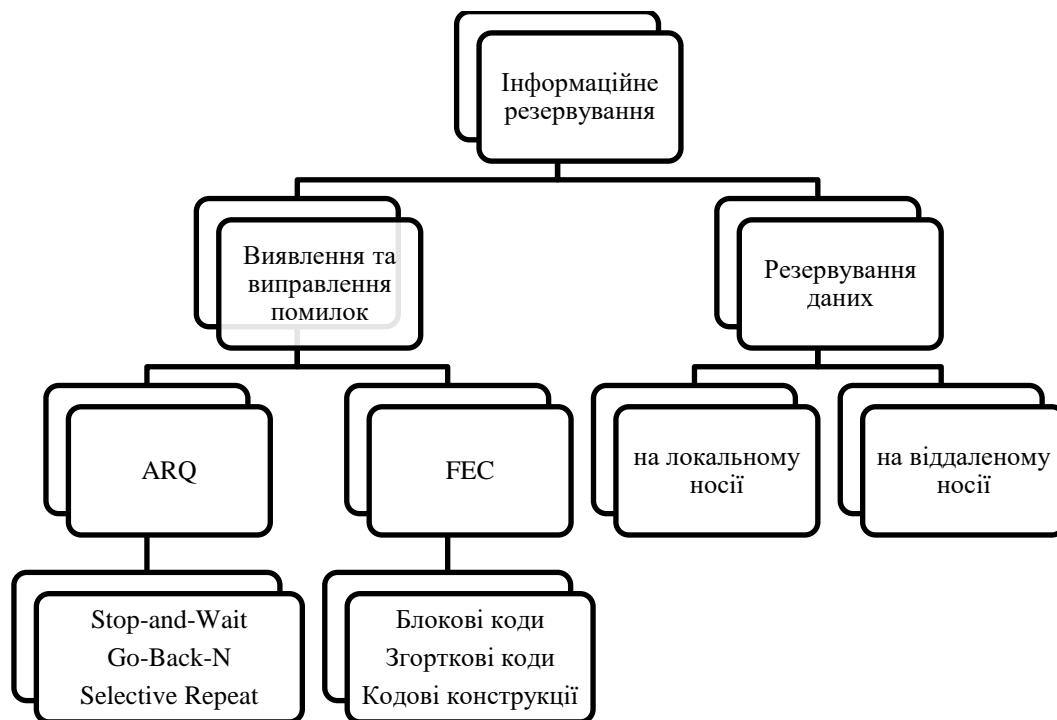 Інформаційне
резервування
Виявлення та
виправлення
помилок
Резервування
даних
ARQ
FEC
на локальному
носії
на віддаленому
носії
Stop-and-Wait
Go-Back-N
Selective Repeat
Блокові коди
Згорткові коди
Кодові конструкції